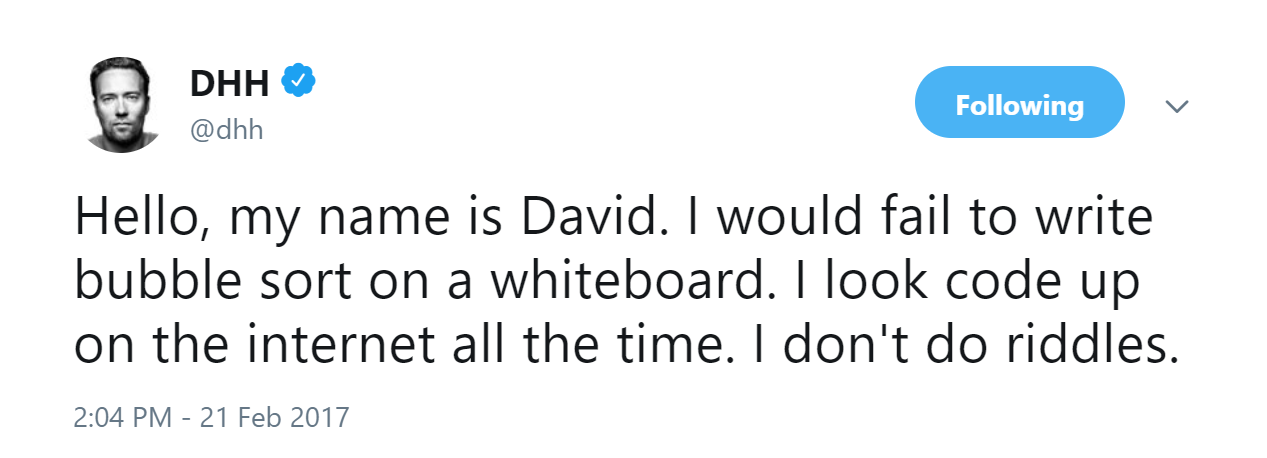 DHH
@dhh
Following
Hello, my name is David. I would fail to write
bubble sort on a whiteboard. I look code up
on the internet all the time. I don't do riddles.
2:04 PM - 21 Feb 2017